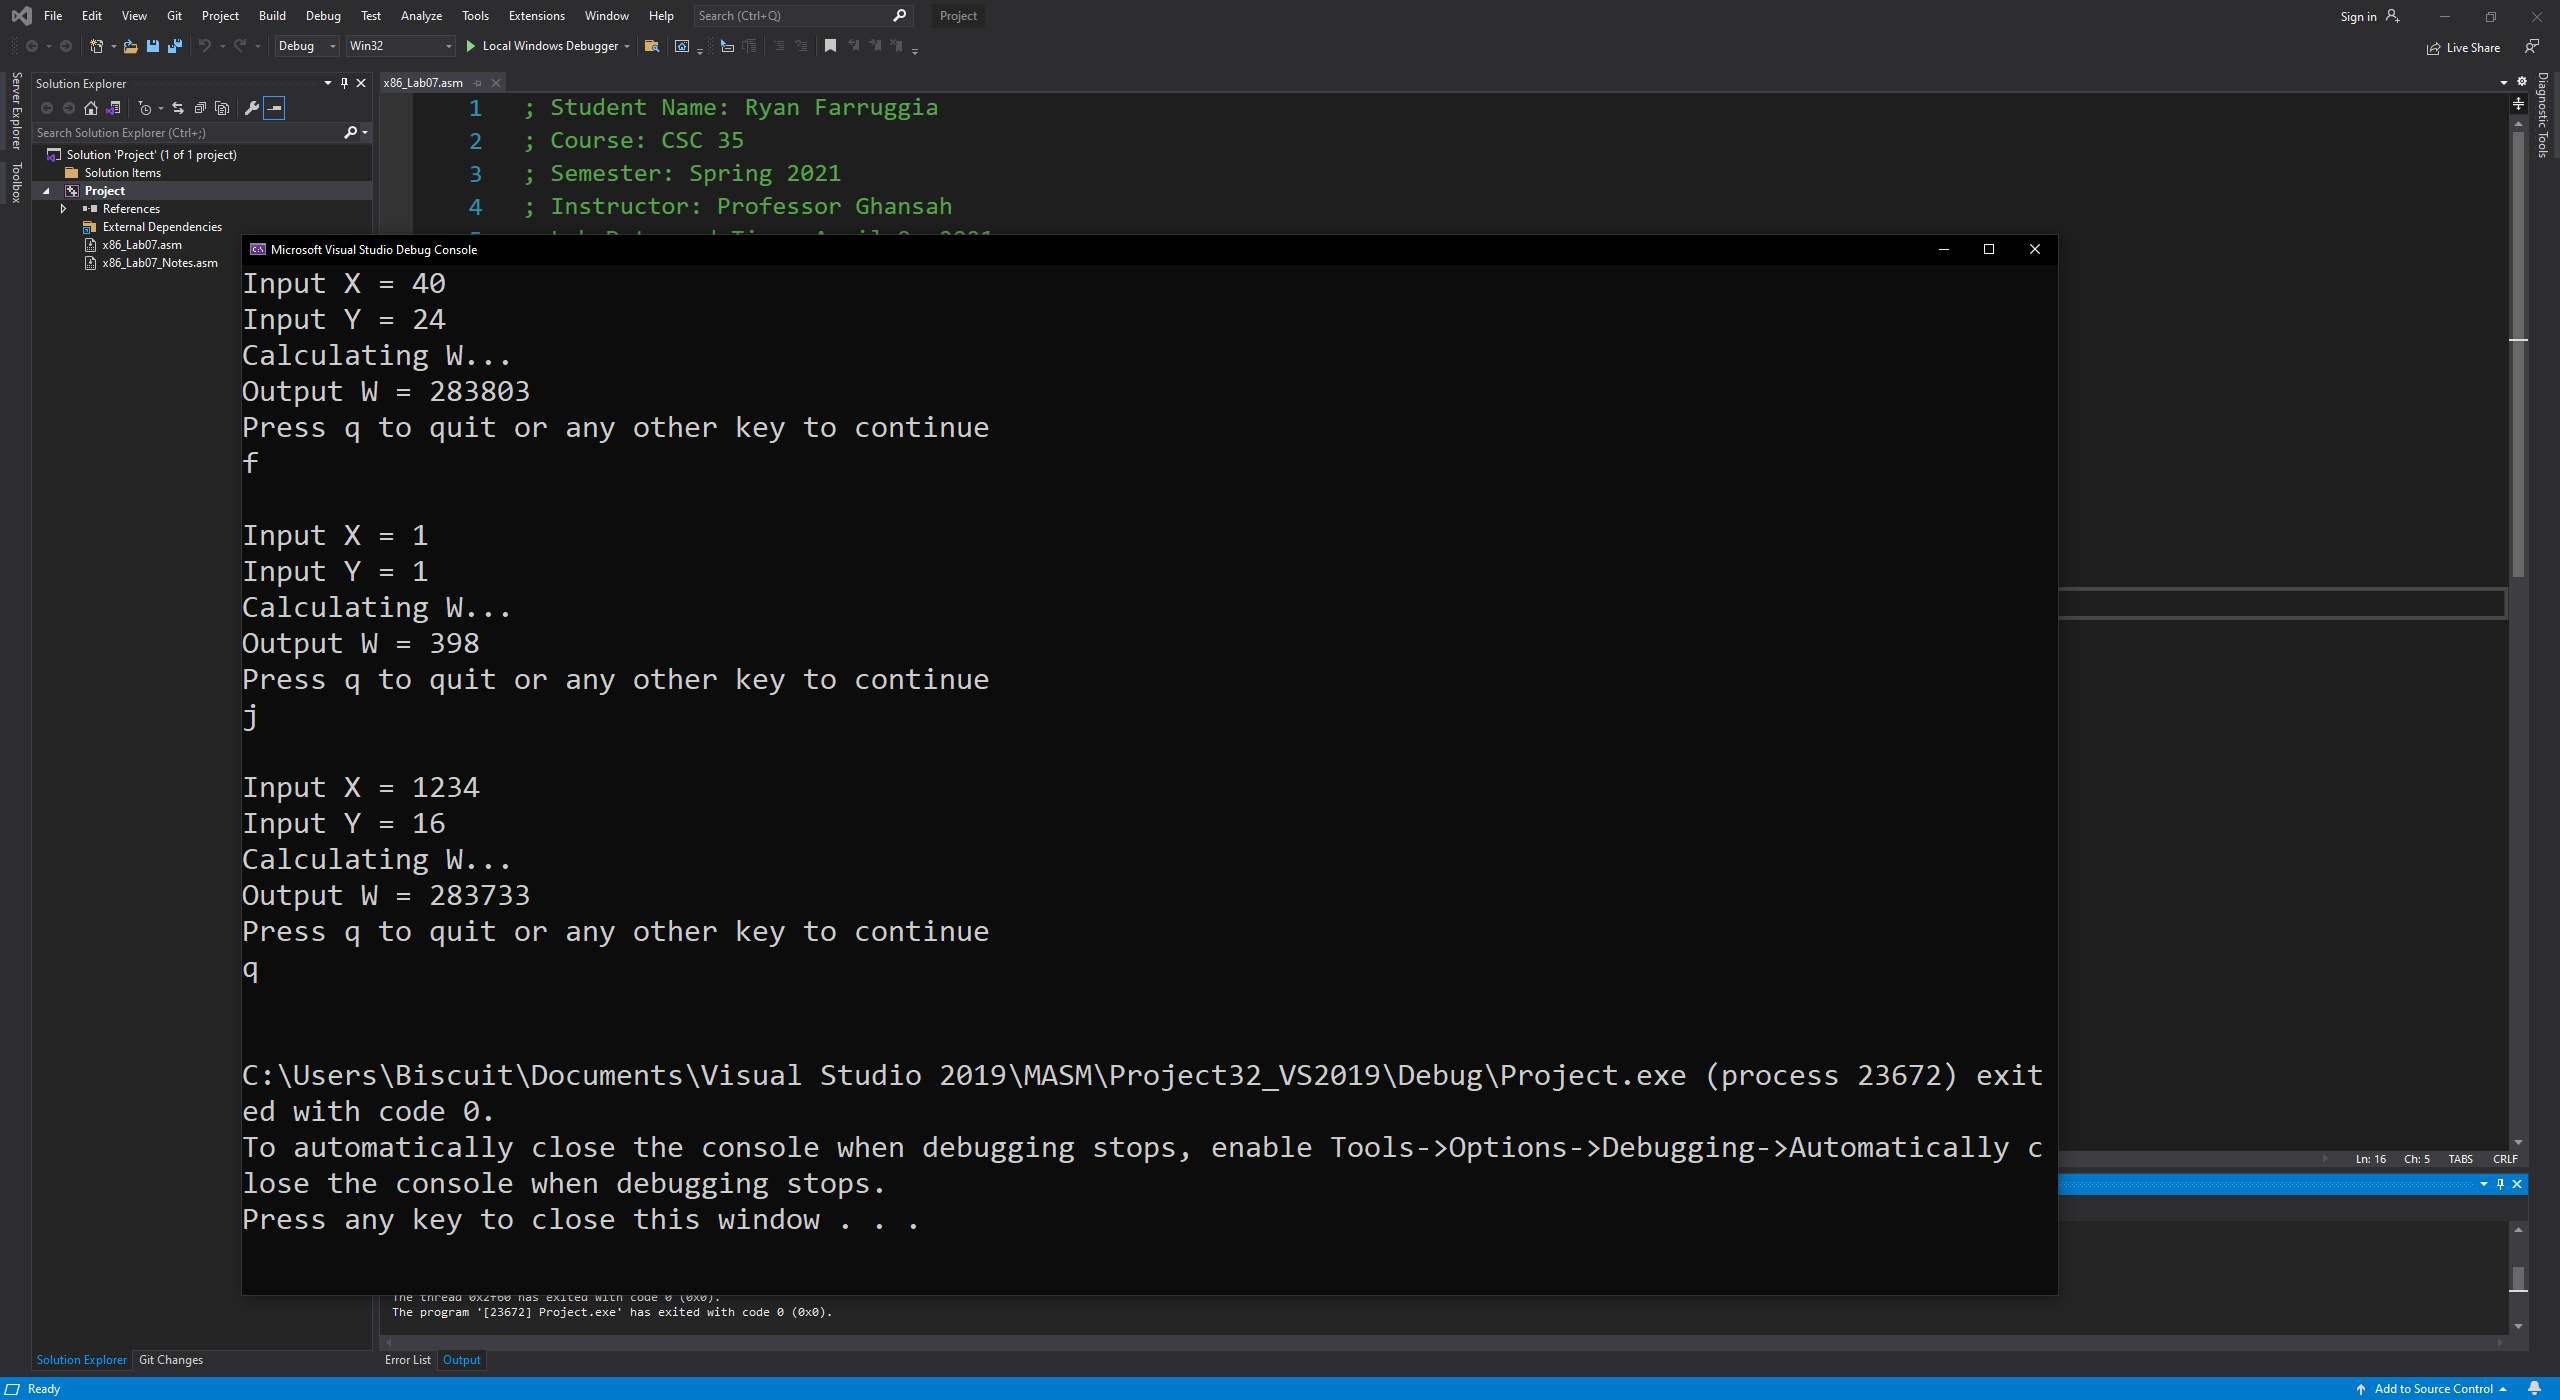 File Edit View Git Project Build Debug Test Analyze Tools Extensions Window Help Search (Ctrl+Q) Project Sign in
Debug Win32 Local Windows Debugger Live Share
Server Explorer
Toolbox
Solution Explorer
Search Solution Explorer (Ctrl+;)
Solution 'Project' (1 of 1 project)
Solution Items
Project
References
External Dependencies
x86_Lab07.asm
x86_Lab07_Notes.asm
x86_Lab07.asm
1 ; Student Name: Ryan Farruggia
2 ; Course: CSC 35
3 ; Semester: Spring 2021
4 ; Instructor: Professor Ghansah
Diagnostic Tools
Microsoft Visual Studio Debug Console
Input X = 40
Input Y = 24
Calculating W...
Output W = 283803
Press q to quit or any other key to continue
f
Input X = 1
Input Y = 1
Calculating W...
Output W = 398
Press q to quit or any other key to continue
j
Input X = 1234
Input Y = 16
Calculating W...
Output W = 283733
Press q to quit or any other key to continue
q
C:\Users\Biscuit\Documents\Visual Studio 2019\MASM\Project32_VS2019\Debug\Project.exe (process 23672) exit
ed with code 0.
To automatically close the console when debugging stops, enable Tools->Options->Debugging->Automatically c
lose the console when debugging stops.
Press any key to close this window . . .
Ln: 16 Ch: 5 TABS CRLF
The thread 0x2f60 has exited with code 0 (0x0).
The program '[23672] Project.exe' has exited with code 0 (0x0).
Solution Explorer Git Changes
Error List Output
Ready
Add to Source Control